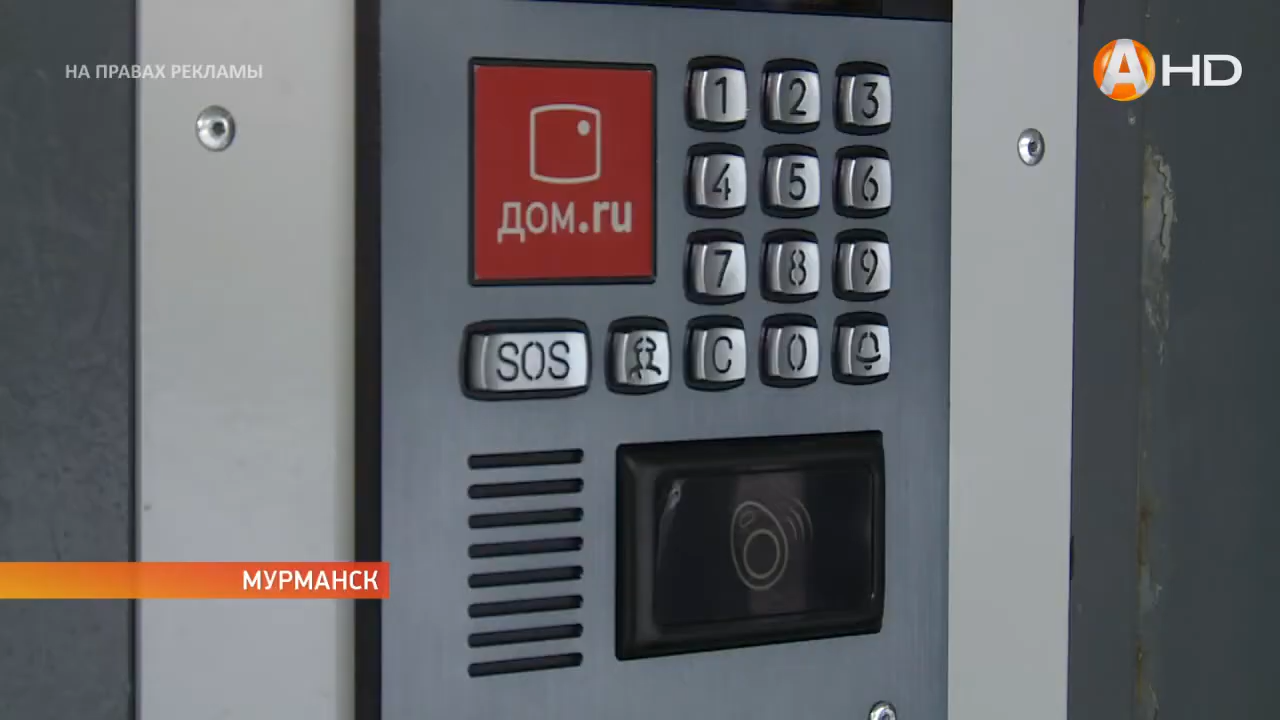 НА ПРАВАХ РЕКЛАМЫ
A HD
ДОМ.ru
1 2 3
4 5 6
7 8 9
SOS C 0
МУРМАНСК